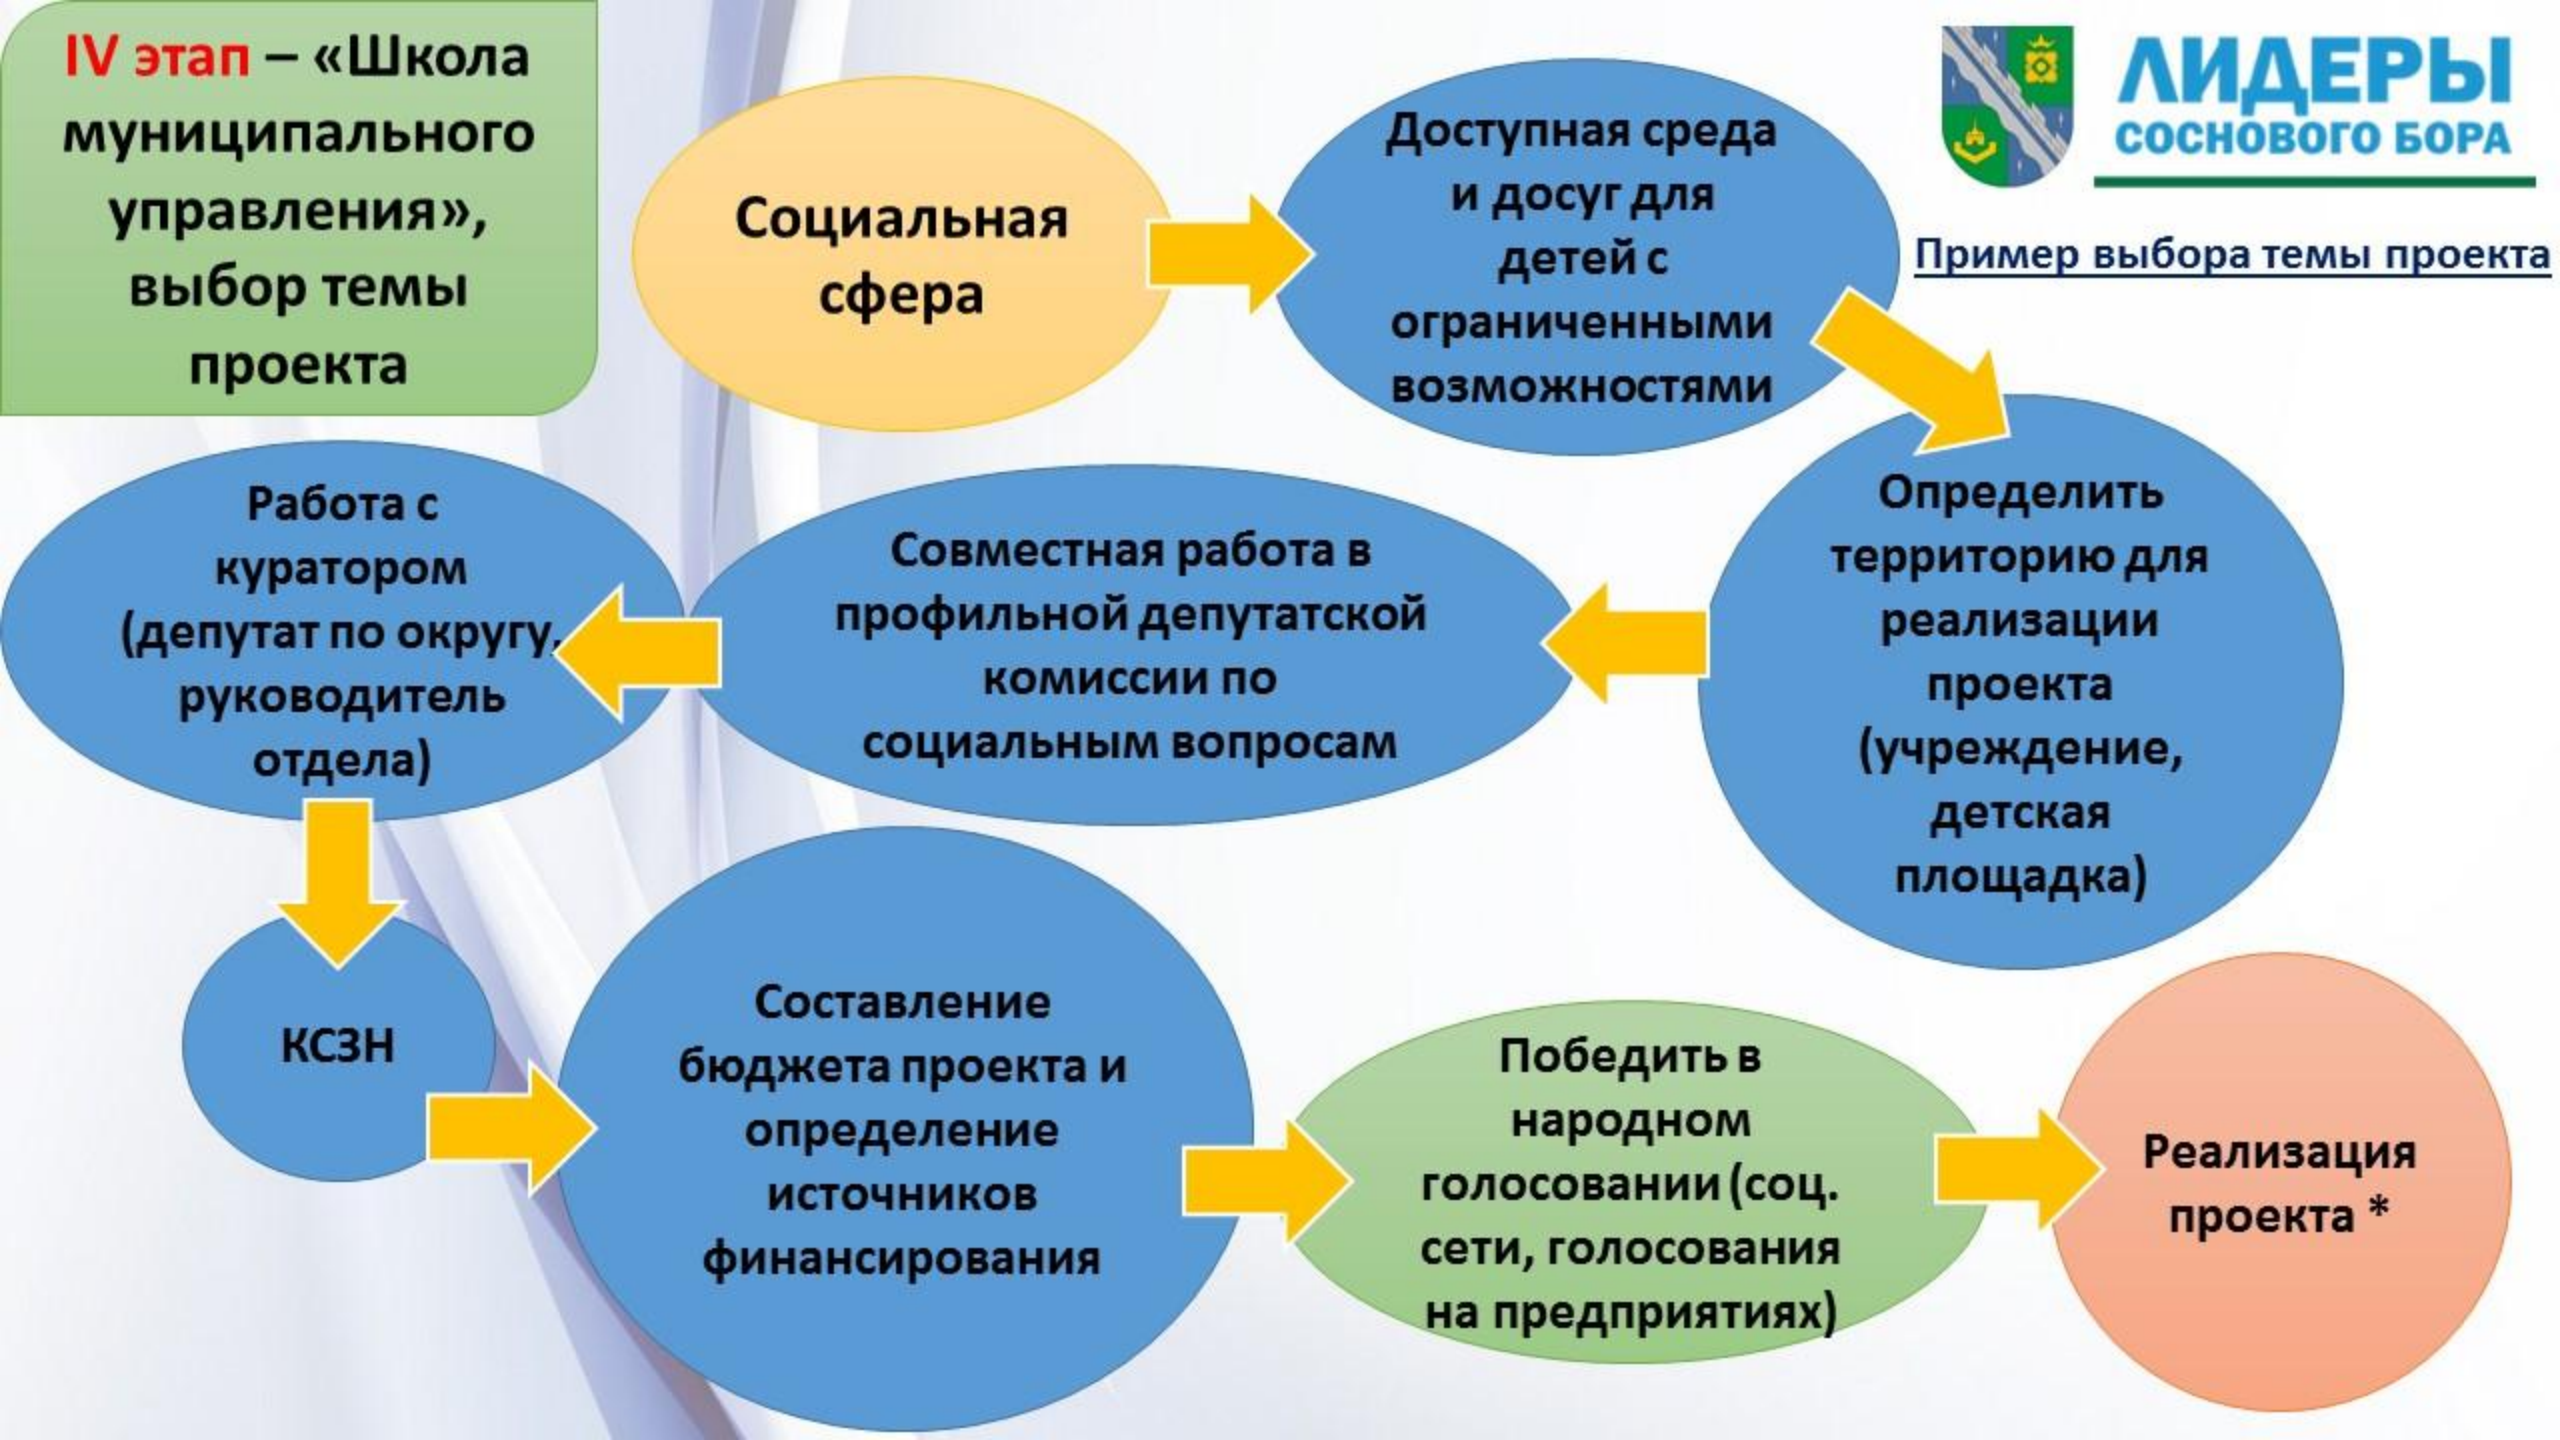 IV этап – «Школа
муниципального
управления»,
выбор темы
проекта
ЛИДЕРЫ
СОСНОВОГО БОРА
Пример выбора темы проекта
Социальная
сфера
Доступная среда
и досуг для
детей с
ограниченными
возможностями
Определить
территорию для
реализации
проекта
(учреждение,
детская
площадка)
Совместная работа в
профильной депутатской
комиссии по
социальным вопросам
Работа с
куратором
(депутат по округу,
руководитель
отдела)
КСЗН
Составление
бюджета проекта и
определение
источников
финансирования
Победить в
народном
голосовании (соц.
сети, голосования
на предприятиях)
Реализация
проекта *